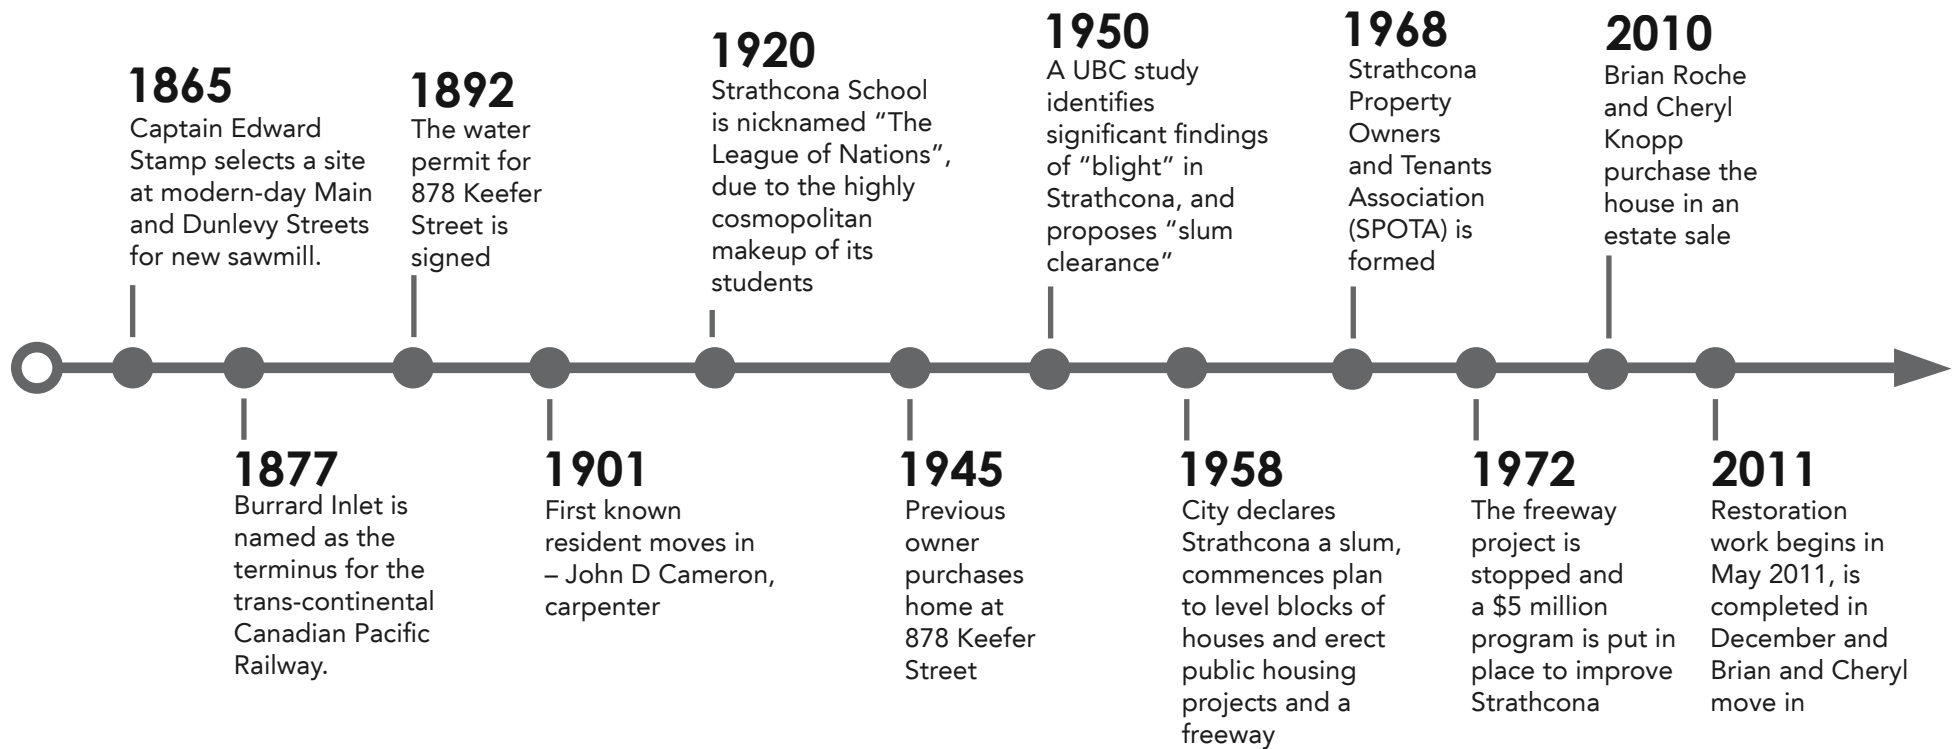 1865
Captain Edward
Stamp selects a site
at modern-day Main
and Dunlevy Streets
for new sawmill.
1877
Burrard Inlet is
named as the
terminus for the
trans-continental
Canadian Pacific
Railway.
1892
The water
permit for
878 Keefer
Street is
signed
1901
First known
resident moves in
– John D Cameron,
carpenter
1920
Strathcona School
is nicknamed “The
League of Nations”,
due to the highly
cosmopolitan
makeup of its
students
1945
Previous
owner
purchases
home at
878 Keefer
Street
1950
A UBC study
identifies
significant findings
of “blight” in
Strathcona, and
proposes “slum
clearance”
1958
City declares
Strathcona a slum,
commences plan
to level blocks of
houses and erect
public housing
projects and a
freeway
1968
Strathcona
Property
Owners
and Tenants
Association
(SPOTA) is
formed
1972
The freeway
project is
stopped and
a $5 million
program is put in
place to improve
Strathcona
2010
Brian Roche
and Cheryl
Knopp
purchase the
house in an
estate sale
2011
Restoration
work begins in
May 2011, is
completed in
December and
Brian and Cheryl
move in